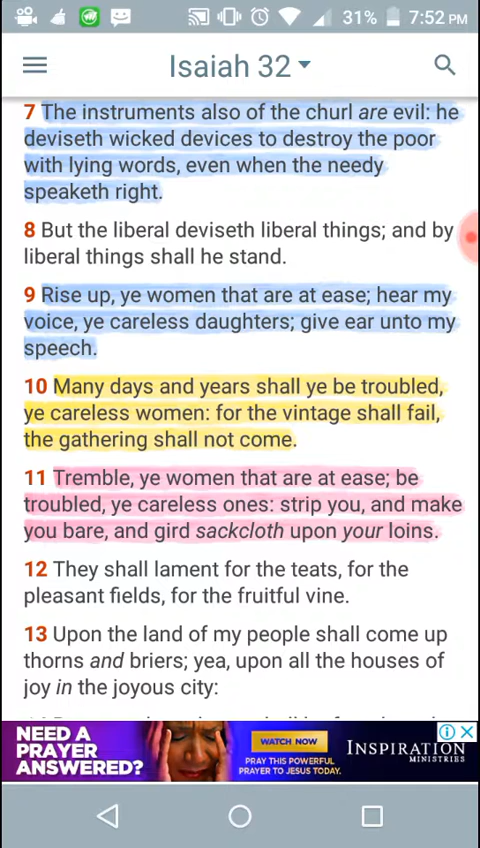 31% 7:52 PM
Isaiah 32
7 The instruments also of the churl are evil: he
deviseth wicked devices to destroy the poor
with lying words, even when the needy
speaketh right.
8 But the liberal deviseth liberal things; and by
liberal things shall he stand.
9 Rise up, ye women that are at ease; hear my
voice, ye careless daughters; give ear unto my
speech.
10 Many days and years shall ye be troubled,
ye careless women: for the vintage shall fail,
the gathering shall not come.
11 Tremble, ye women that are at ease; be
troubled, ye careless ones: strip you, and make
you bare, and gird sackcloth upon your loins.
12 They shall lament for the teats, for the
pleasant fields, for the fruitful vine.
13 Upon the land of my people shall come up
thorns and briers; yea, upon all the houses of
joy in the joyous city:
NEED A
PRAYER
ANSWERED?
WATCH NOW
PRAY THIS POWERFUL
PRAYER TO JESUS TODAY.
INSPIRATION
MINISTRIES